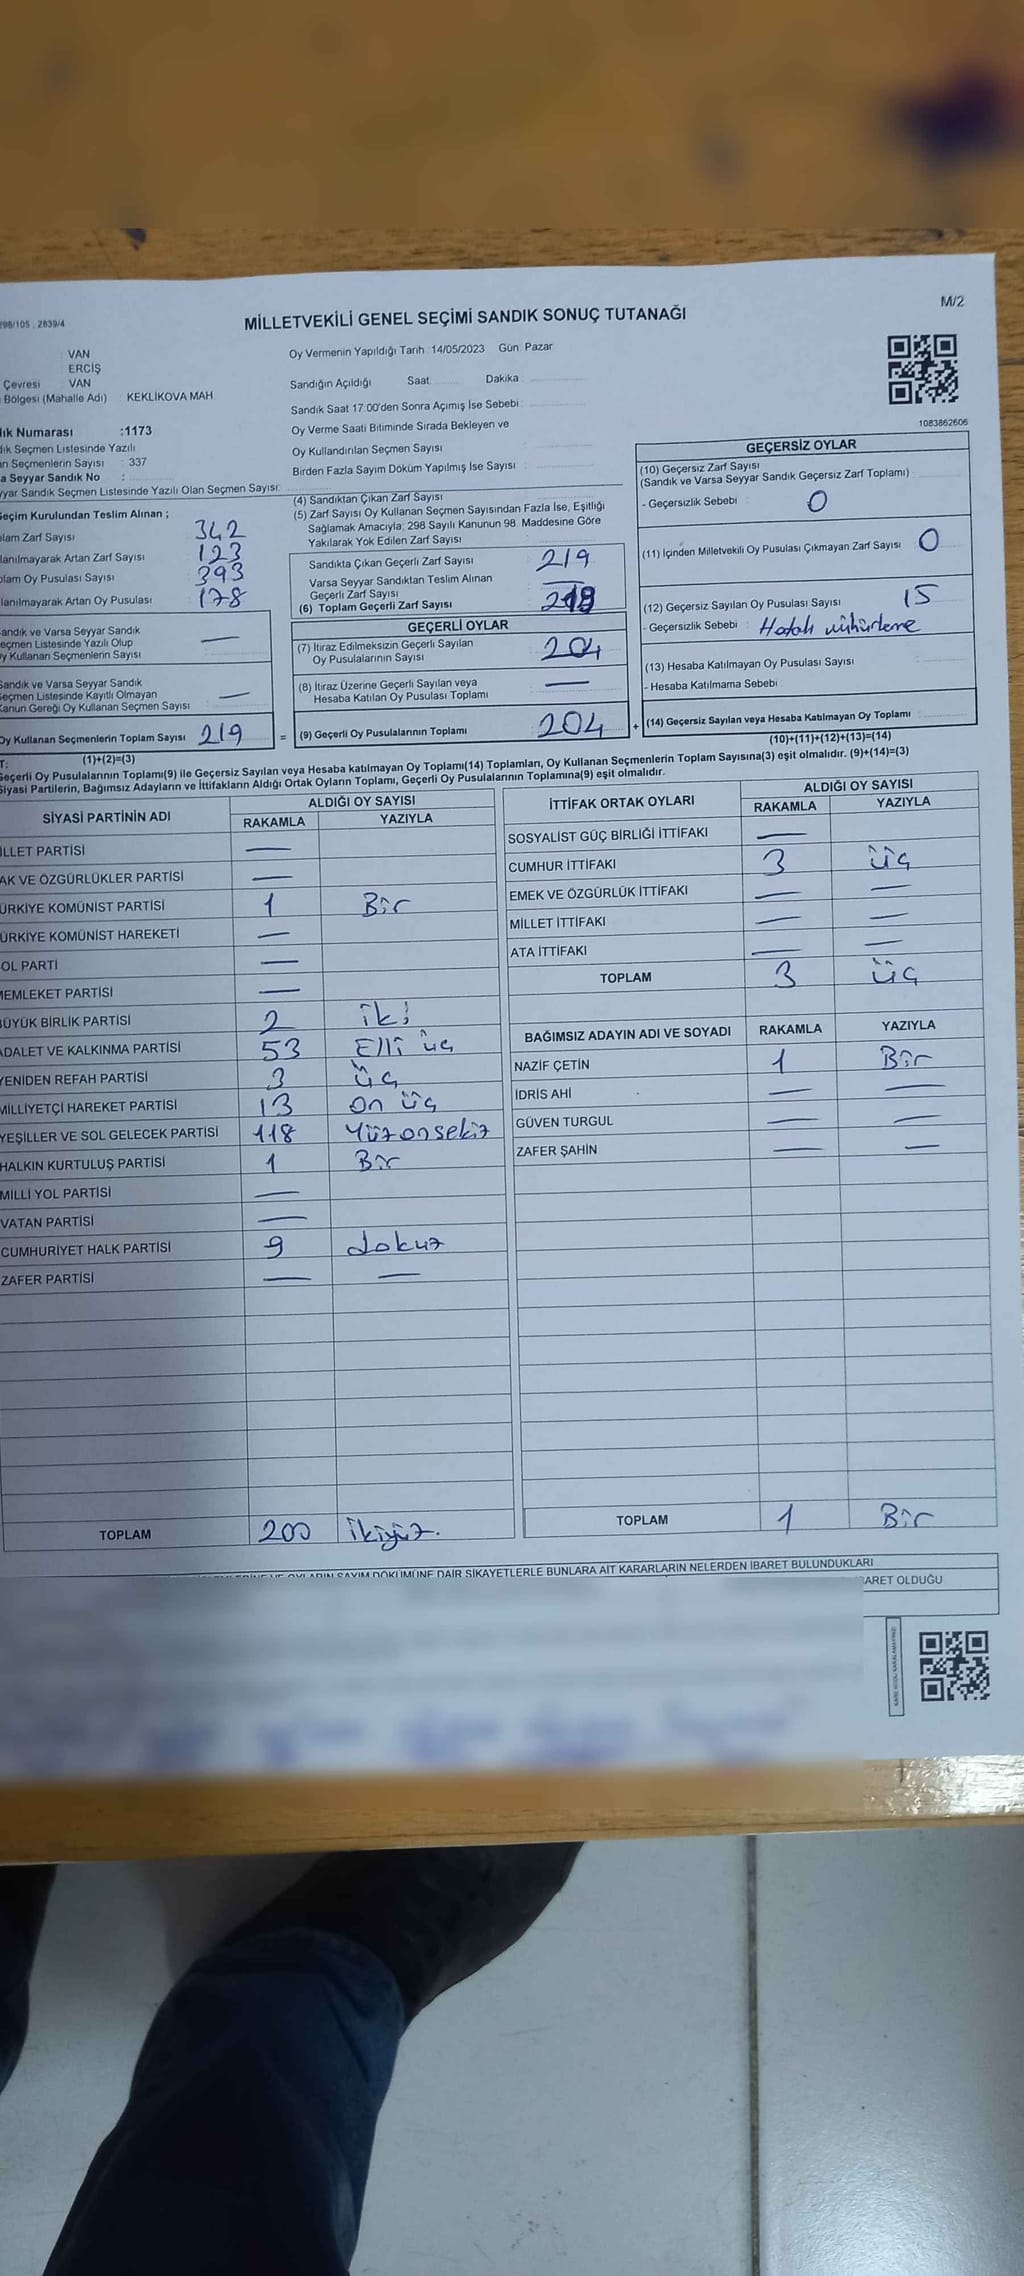 298/105 , 2839/4
MİLLETVEKİLİ GENEL SEÇİMİ SANDIK SONUÇ TUTANAĞI
M/2
: VAN
ERCİŞ
Çevresi VAN
Bölgesi (Mahalle Adı) : KEKLİKOVA MAH
Oy Vermenin Yapıldığı Tarih :14/05/2023 Gün: Pazar
Sandığın Açıldığı Saat Dakika :
Sandık Saat 17:00'den Sonra Açımış İse Sebebi :
Oy Verme Saati Bitiminde Sırada Bekleyen ve
Oy Kullandırılan Seçmen Sayısı
Birden Fazla Sayım Döküm Yapılmış İse Sayısı :
1083862606
ık Numarası :1173
ık Seçmen Listesinde Yazılı
n Seçmenlerin Sayısı : 337
a Seyyar Sandık No :
yyar Sandık Seçmen Listesinde Yazılı Olan Seçmen Sayısı:
eçim Kurulundan Teslim Alınan ;
lam Zarf Sayısı 342
lanılmayarak Artan Zarf Sayısı 123
plam Oy Pusulası Sayısı 393
lanılmayarak Artan Oy Pusulası 178
andık ve Varsa Seyyar Sandık
eçmen Listesinde Yazılı Olup
y Kullanan Seçmenlerin Sayısı —
Sandık ve Varsa Seyyar Sandık
Seçmen Listesinde Kayıtlı Olmayan
Kanun Gereği Oy Kullanan Seçmen Sayısı —
Oy Kullanan Seçmenlerin Toplam Sayısı 219 =
(1)+(2)=(3)
(4) Sandıktan Çıkan Zarf Sayısı
(5) Zarf Sayısı Oy Kullanan Seçmen Sayısından Fazla İse, Eşitliği
Sağlamak Amacıyla; 298 Sayılı Kanunun 98. Maddesine Göre
Yakılarak Yok Edilen Zarf Sayısı
Sandıkta Çıkan Geçerli Zarf Sayısı 219
Varsa Seyyar Sandıktan Teslim Alınan
Geçerli Zarf Sayısı —
(6) Toplam Geçerli Zarf Sayısı 219
GEÇERLİ OYLAR
(7) İtiraz Edilmeksizin Geçerli Sayılan
Oy Pusulalarının Sayısı 204
(8) İtiraz Üzerine Geçerli Sayılan veya
Hesaba Katılan Oy Pusulası Toplamı —
(9) Geçerli Oy Pusulalarının Toplamı 204 +
GEÇERSİZ OYLAR
(10) Geçersiz Zarf Sayısı
(Sandık ve Varsa Seyyar Sandık Geçersiz Zarf Toplamı) :
- Geçersizlik Sebebi : 0
(11) İçinden Milletvekili Oy Pusulası Çıkmayan Zarf Sayısı 0
(12) Geçersiz Sayılan Oy Pusulası Sayısı 15
- Geçersizlik Sebebi : Hatalı mühürleme
(13) Hesaba Katılmayan Oy Pusulası Sayısı
- Hesaba Katılmama Sebebi
(14) Geçersiz Sayılan veya Hesaba Katılmayan Oy Toplamı
(10)+(11)+(12)+(13)=(14)
T:
Geçerli Oy Pusulalarının Toplamı(9) ile Geçersiz Sayılan veya Hesaba katılmayan Oy Toplamı(14) Toplamları, Oy Kullanan Seçmenlerin Toplam Sayısına(3) eşit olmalıdır. (9)+(14)=(3)
Siyasi Partilerin, Bağımsız Adayların ve İttifakların Aldığı Ortak Oyların Toplamı, Geçerli Oy Pusulalarının Toplamına(9) eşit olmalıdır.
SİYASİ PARTİNİN ADI ALDIĞI OY SAYISI
RAKAMLA YAZIYLA
İLLET PARTİSİ —
AK VE ÖZGÜRLÜKLER PARTİSİ —
ÜRKİYE KOMÜNİST PARTİSİ 1 Bir
ÜRKİYE KOMÜNİST HAREKETİ —
OL PARTİ —
MEMLEKET PARTİSİ —
BÜYÜK BİRLİK PARTİSİ 2 iki
ADALET VE KALKINMA PARTİSİ 53 Elli üç
YENİDEN REFAH PARTİSİ 3 üç
MİLLİYETÇİ HAREKET PARTİSİ 13 on üç
YEŞİLLER VE SOL GELECEK PARTİSİ 118 Yüzonsekiz
HALKIN KURTULUŞ PARTİSİ 1 Bir
MİLLİ YOL PARTİSİ —
VATAN PARTİSİ —
CUMHURİYET HALK PARTİSİ 9 dokuz
ZAFER PARTİSİ — —
TOPLAM 200 ikiyüz.
İTTİFAK ORTAK OYLARI ALDIĞI OY SAYISI
RAKAMLA YAZIYLA
SOSYALİST GÜÇ BİRLİĞİ İTTİFAKI —
CUMHUR İTTİFAKI 3 üç
EMEK VE ÖZGÜRLÜK İTTİFAKI — —
MİLLET İTTİFAKI — —
ATA İTTİFAKI — —
TOPLAM 3 üç
BAĞIMSIZ ADAYIN ADI VE SOYADI RAKAMLA YAZIYLA
NAZİF ÇETİN 1 Bir
İDRİS AHİ — —
GÜVEN TURGUL — —
ZAFER ŞAHİN — —
TOPLAM 1 Bir
OYLARIN SAYIM DÖKÜMÜNE DAİR ŞİKAYETLERLE BUNLARA AİT KARARLARIN NELERDEN İBARET BULUNDUKLARI
BARET OLDUĞU